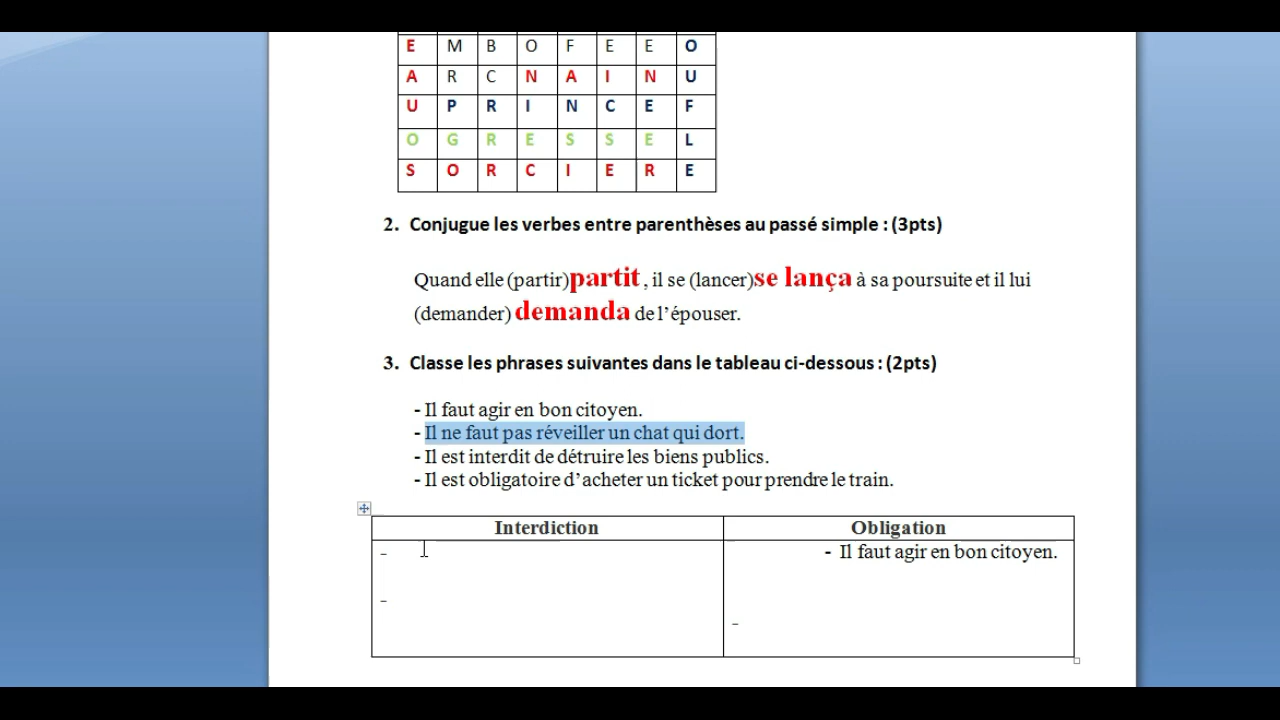 E M B O F E E O
A R C N A I N U
U P R I N C E F
O G R E S S E L
S O R C I E R E
2. Conjugue les verbes entre parenthèses au passé simple : (3pts)
Quand elle (partir)partit , il se (lancer)se lança à sa poursuite et il lui
(demander) demanda de l’épouser.
3. Classe les phrases suivantes dans le tableau ci-dessous : (2pts)
- Il faut agir en bon citoyen.
- Il ne faut pas réveiller un chat qui dort.
- Il est interdit de détruire les biens publics.
- Il est obligatoire d’acheter un ticket pour prendre le train.
Interdiction Obligation
- - Il faut agir en bon citoyen.
-
-